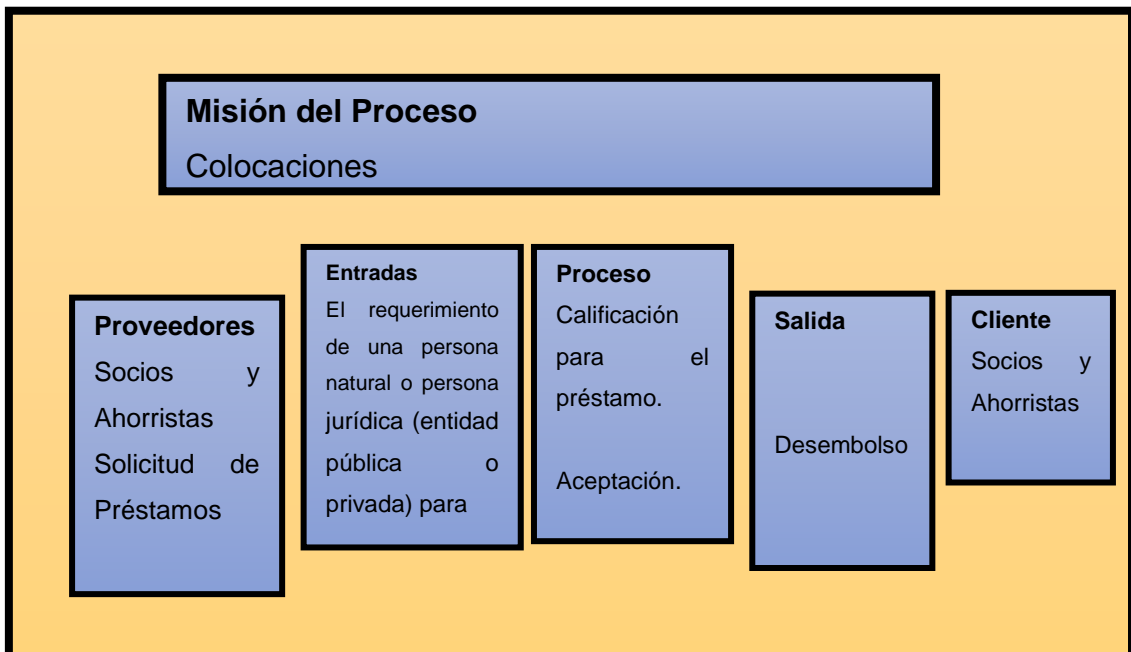 Misión del Proceso
Colocaciones
Proveedores
Socios y
Ahorristas
Solicitud de
Préstamos
Entradas
El requerimiento
de una persona
natural o persona
jurídica (entidad
pública o
privada) para
Proceso
Calificación
para el
préstamo.
Aceptación.
Salida
Desembolso
Cliente
Socios y
Ahorristas